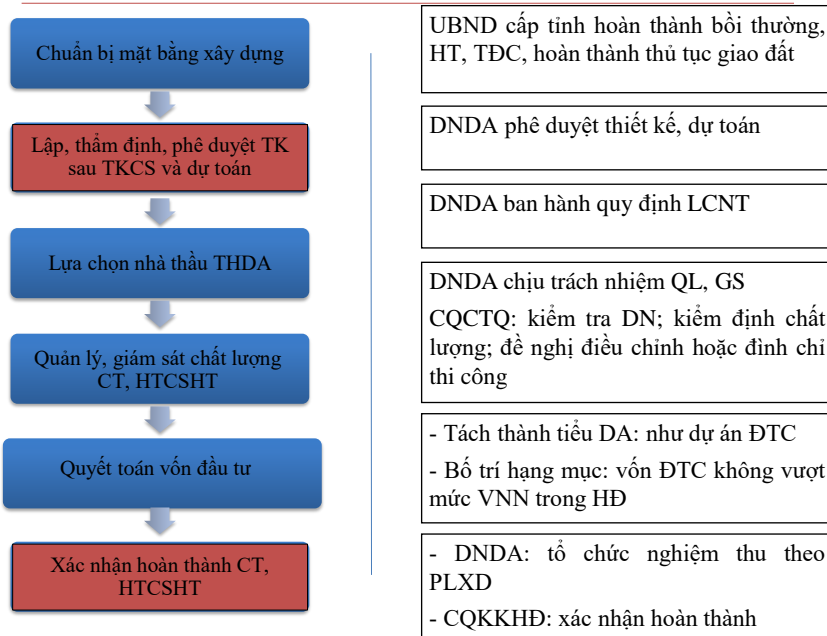 Chuẩn bị mặt bằng xây dựng
UBND cấp tỉnh hoàn thành bồi thường,
HT, TĐC, hoàn thành thủ tục giao đất
Lập, thẩm định, phê duyệt TK
sau TKCS và dự toán
DNDA phê duyệt thiết kế, dự toán
Lựa chọn nhà thầu THDA
DNDA ban hành quy định LCNT
Quản lý, giám sát chất lượng
CT, HTCSHT
DNDA chịu trách nhiệm QL, GS
CQCTQ: kiểm tra DN; kiểm định chất
lượng; đề nghị điều chỉnh hoặc đình chỉ
thi công
Quyết toán vốn đầu tư
- Tách thành tiểu DA: như dự án ĐTC
- Bố trí hạng mục: vốn ĐTC không vượt
mức VNN trong HĐ
Xác nhận hoàn thành CT,
HTCSHT
- DNDA: tổ chức nghiệm thu theo
PLXD
- CQKKHĐ: xác nhận hoàn thành